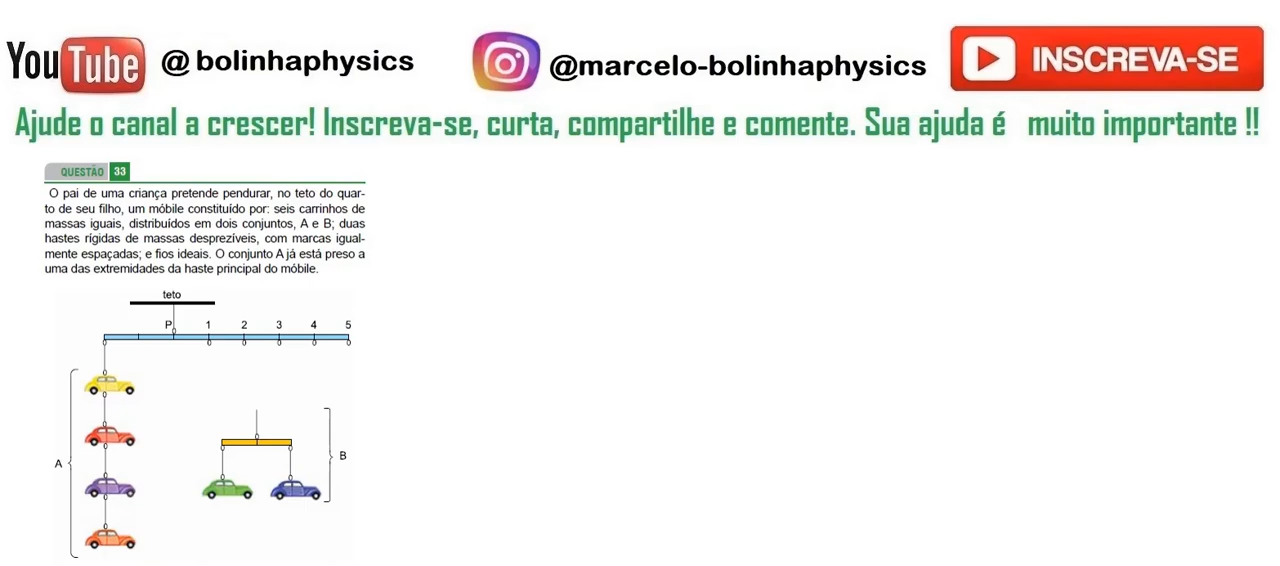 YouTube @bolinhaphysics @marcelo-bolinhaphysics INSCREVA-SE
Ajude o canal a crescer! Inscreva-se, curta, compartilhe e comente. Sua ajuda é muito importante !!
QUESTÃO 33
O pai de uma criança pretende pendurar, no teto do quar-
to de seu filho, um móbile constituído por: seis carrinhos de
massas iguais, distribuídos em dois conjuntos, A e B; duas
hastes rígidas de massas desprezíveis, com marcas igual-
mente espaçadas; e fios ideais. O conjunto A já está preso a
uma das extremidades da haste principal do móbile.
teto
P 1 2 3 4 5
A
B